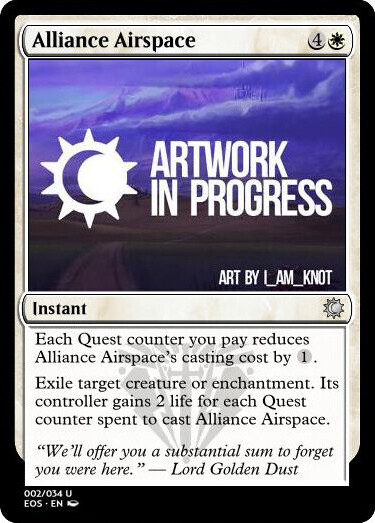 Alliance Airspace 4
ARTWORK
IN PROGRESS
ART BY I_AM_KNOT
Instant
Each Quest counter you pay reduces
Alliance Airspace's casting cost by 1.
Exile target creature or enchantment. Its
controller gains 2 life for each Quest
counter spent to cast Alliance Airspace.
“We'll offer you a substantial sum to forget
you were here.” — Lord Golden Dust
002/034 U
EOS · EN